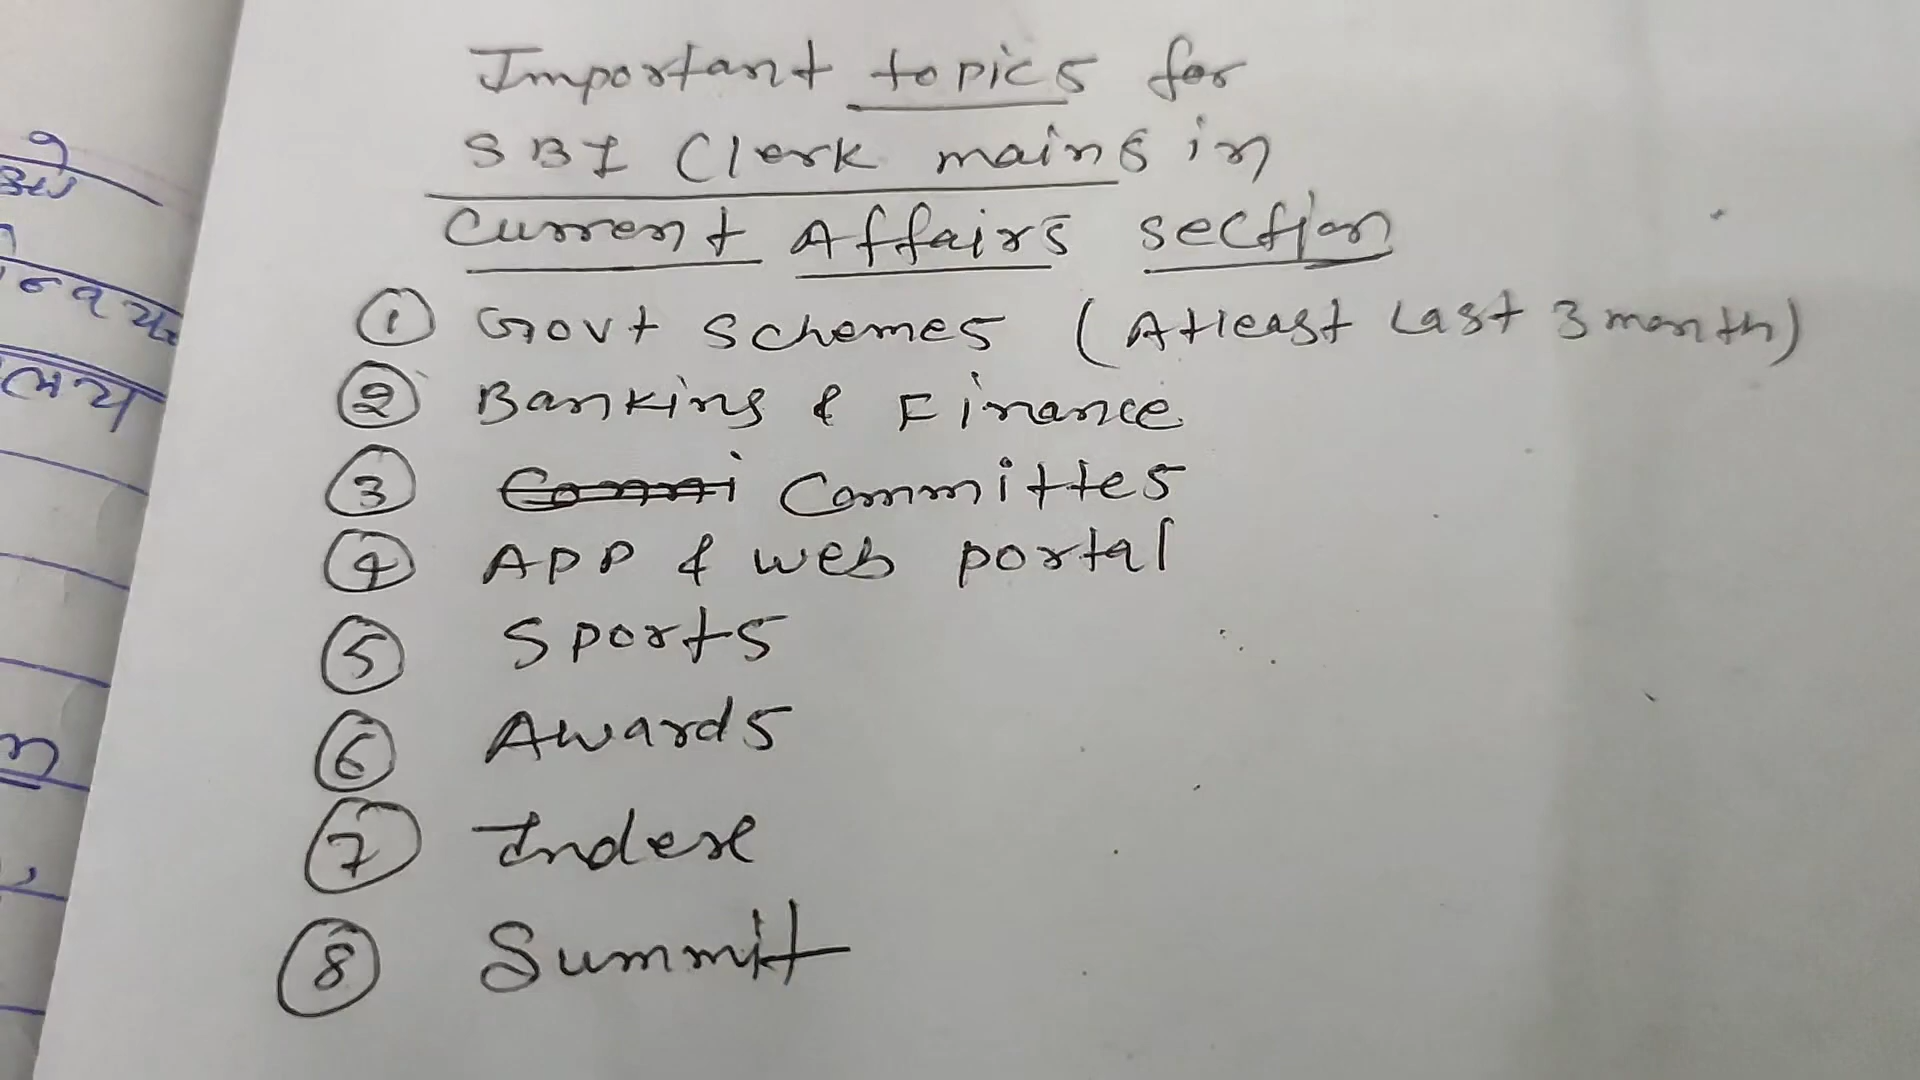 Important topics for
SBI Clerk mains in
Current Affairs section
① Govt Schemes (Atleast Last 3 month)
② Banking & Finance
③ Committes
④ App & web portal
⑤ Sports
⑥ Awards
⑦ Index
⑧ Summit